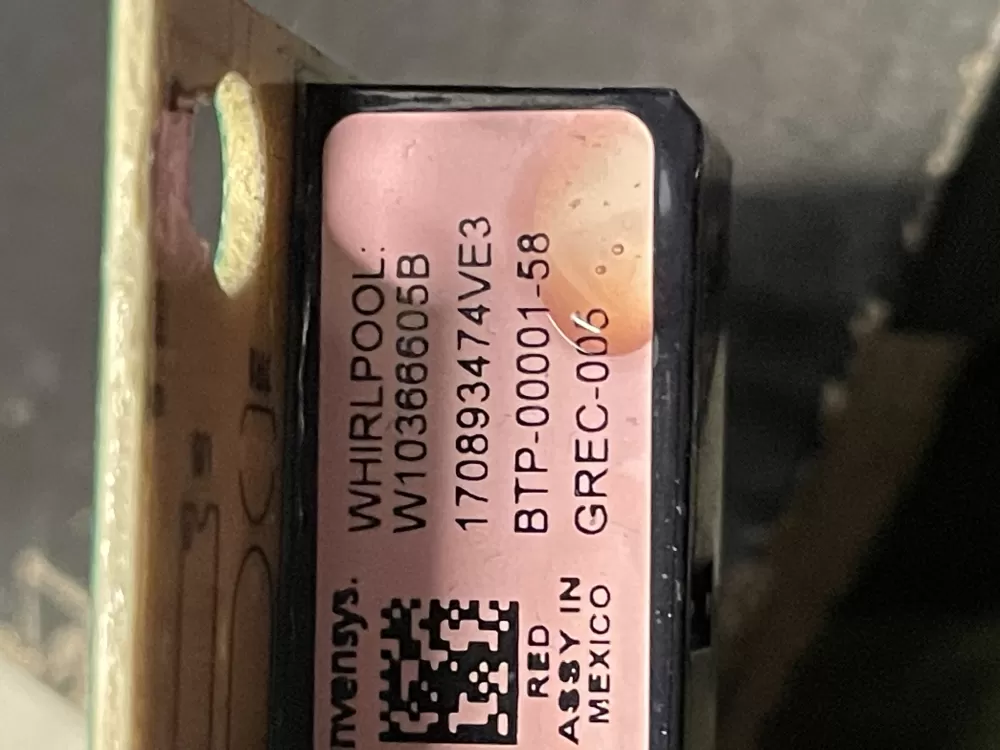 WHIRLPOOL:
W10366605B
170893474VE3
BTP-00001-58
GREC-006
nvensys.
RED
ASSY IN
MEXICO